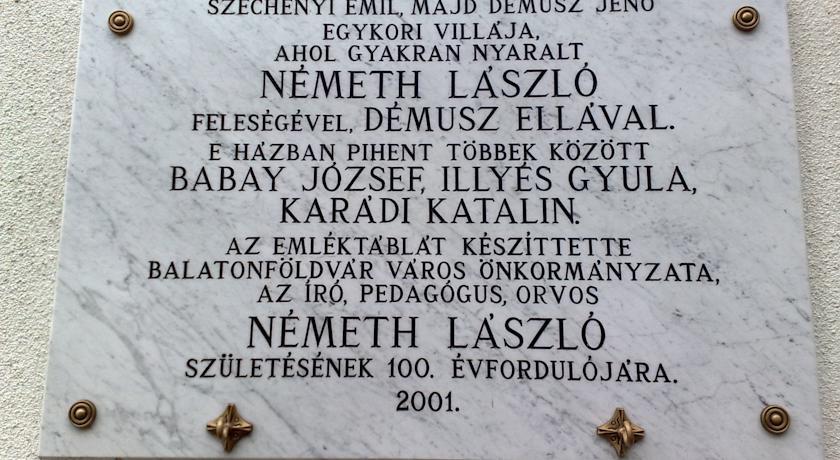 SZÉCHENYI EMIL, MAJD DÉMUSZ JENŐ
EGYKORI VILLÁJA,
AHOL GYAKRAN NYARALT
NÉMETH LÁSZLÓ
FELESÉGÉVEL, DÉMUSZ ELLÁVAL.
E HÁZBAN PIHENT TÖBBEK KÖZÖTT
BABAY JÓZSEF, ILLYÉS GYULA,
KARÁDI KATALIN.
AZ EMLÉKTÁBLÁT KÉSZÍTTETTE
BALATONFÖLDVÁR VÁROS ÖNKORMÁNYZATA,
AZ ÍRÓ, PEDAGÓGUS, ORVOS
NÉMETH LÁSZLÓ
SZÜLETÉSÉNEK 100. ÉVFORDULÓJÁRA.
2001.